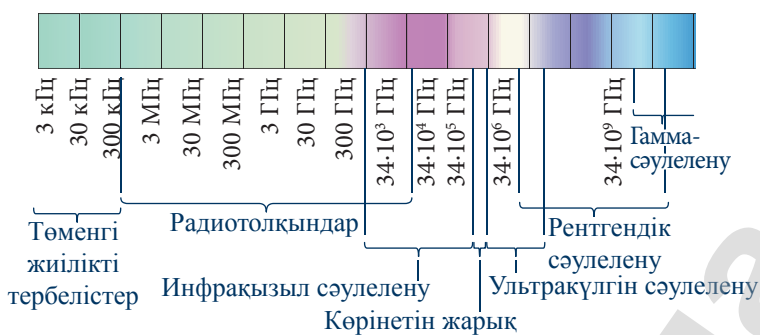 3 кГц
30 кГц
300 кГц
3 МГц
30 МГц
300 МГц
3 ГГц
30 ГГц
300 ГГц
34·10³ ГГц
34·10⁴ ГГц
34·10⁵ ГГц
34·10⁶ ГГц
34·10⁹ ГГц
Гамма-
сәулелену
Төменгі
жиілікті
тербелістер
Радиотолқындар
Инфрақызыл сәулелену
Көрінетін жарық
Ультракүлгін сәулелену
Рентгендік
сәулелену